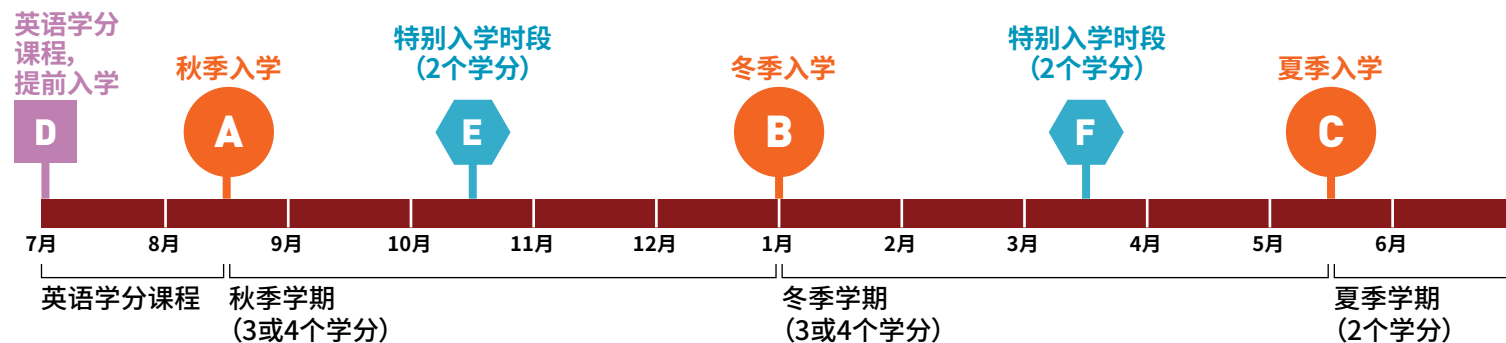 英语学分
课程，
提前入学
D
秋季入学
A
特别入学时段
（2个学分）
E
冬季入学
B
特别入学时段
（2个学分）
F
夏季入学
C
7月
8月
9月
10月
11月
12月
1月
2月
3月
4月
5月
6月
英语学分课程
秋季学期
（3或4个学分）
冬季学期
（3或4个学分）
夏季学期
（2个学分）